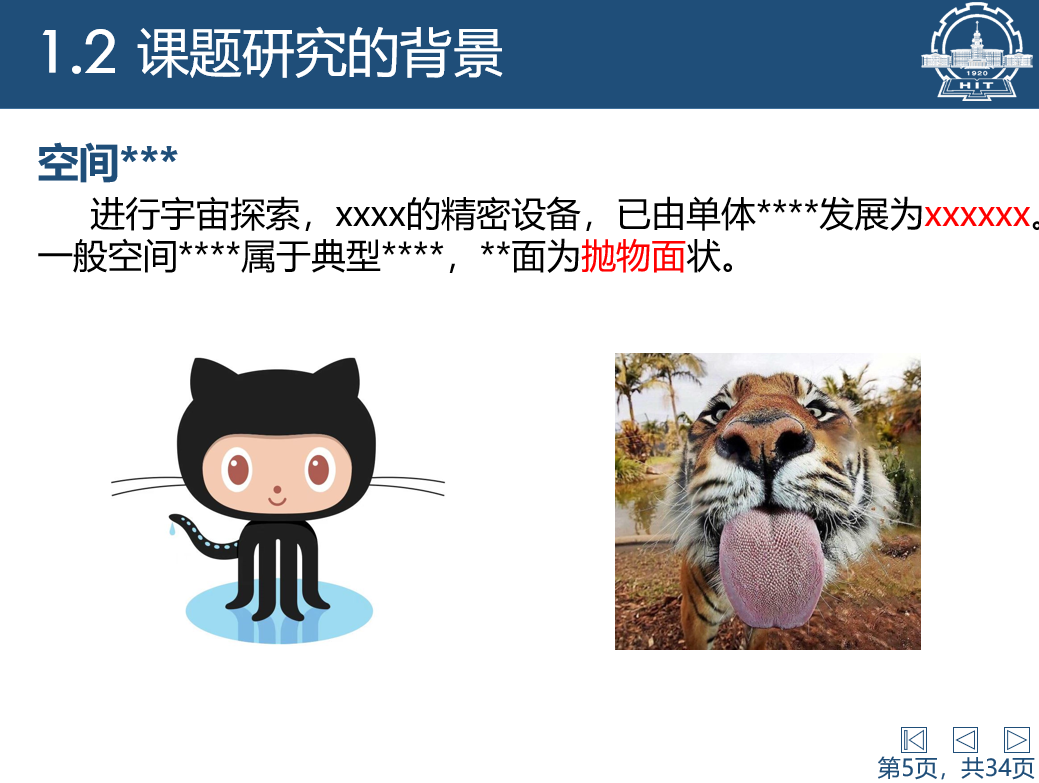 1.2 课题研究的背景
1920
HIT
空间***
进行宇宙探索，xxxx的精密设备，已由单体****发展为xxxxxx。
一般空间****属于典型****，**面为抛物面状。
第5页，共34页